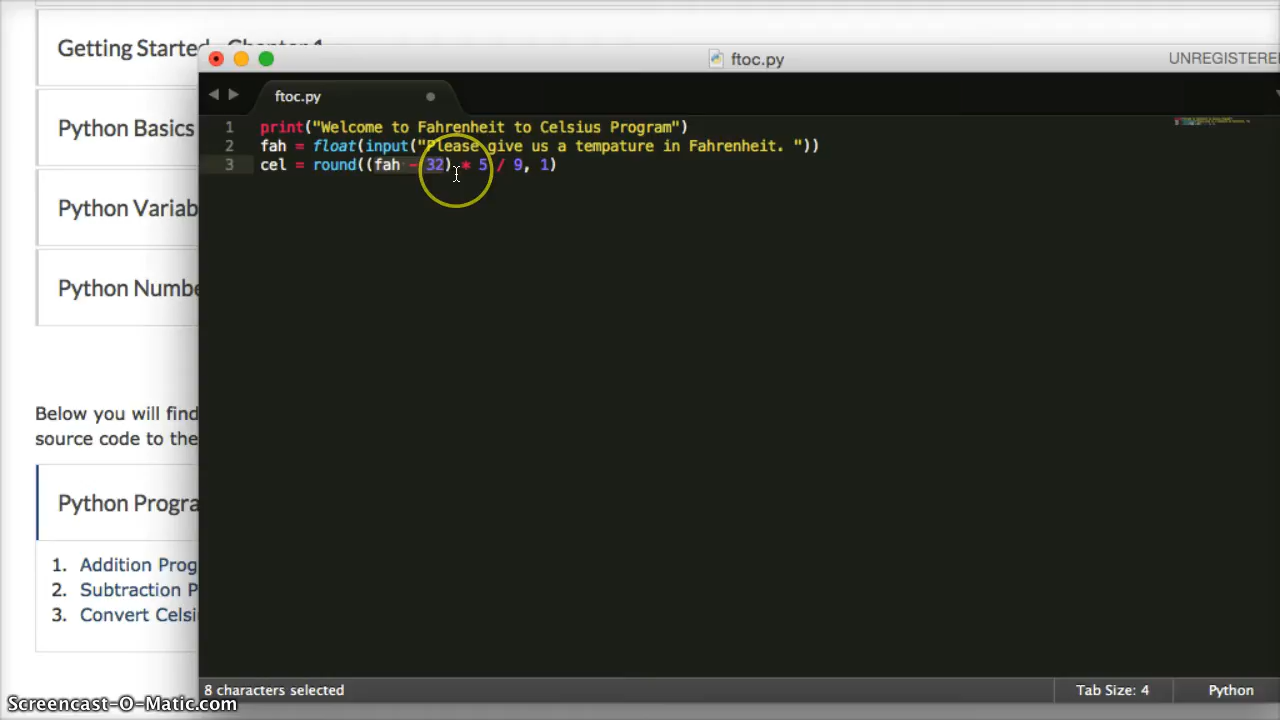 Getting Started - Chapter 1
Python Basics
Python Variab
Python Numbe
Below you will find
source code to the
Python Progra
1. Addition Prog
2. Subtraction P
3. Convert Celsi
ftoc.py
UNREGISTERE
ftoc.py
1 print("Welcome to Fahrenheit to Celsius Program")
2 fah = float(input("Please give us a tempature in Fahrenheit. "))
3 cel = round((fah - 32) * 5 / 9, 1)
8 characters selected
Tab Size: 4
Python
Screencast-O-Matic.com